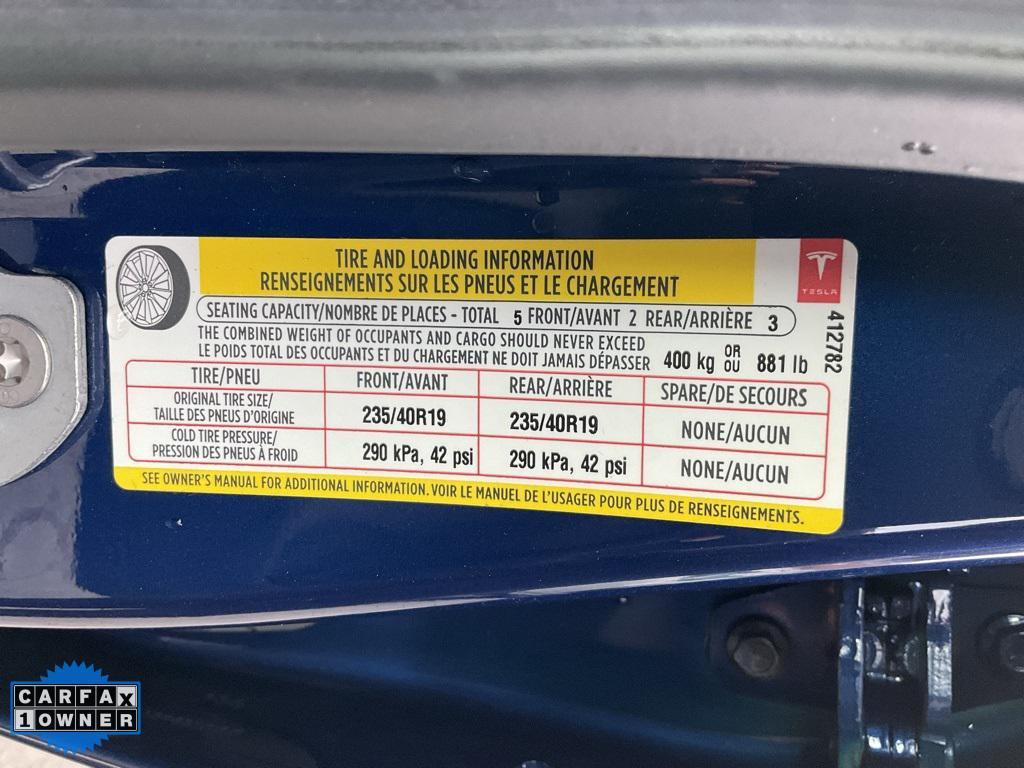 TIRE AND LOADING INFORMATION
RENSEIGNEMENTS SUR LES PNEUS ET LE CHARGEMENT
TESLA
SEATING CAPACITY/NOMBRE DE PLACES - TOTAL 5 FRONT/AVANT 2 REAR/ARRIÈRE 3
THE COMBINED WEIGHT OF OCCUPANTS AND CARGO SHOULD NEVER EXCEED
LE POIDS TOTAL DES OCCUPANTS ET DU CHARGEMENT NE DOIT JAMAIS DÉPASSER 400 kg OR OU 881 lb
412782
TIRE/PNEU FRONT/AVANT REAR/ARRIÈRE SPARE/DE SECOURS
ORIGINAL TIRE SIZE/
TAILLE DES PNEUS D'ORIGINE 235/40R19 235/40R19 NONE/AUCUN
COLD TIRE PRESSURE/
PRESSION DES PNEUS À FROID 290 kPa, 42 psi 290 kPa, 42 psi NONE/AUCUN
SEE OWNER'S MANUAL FOR ADDITIONAL INFORMATION. VOIR LE MANUEL DE L'USAGER POUR PLUS DE RENSEIGNEMENTS.
CARFAX
1 OWNER